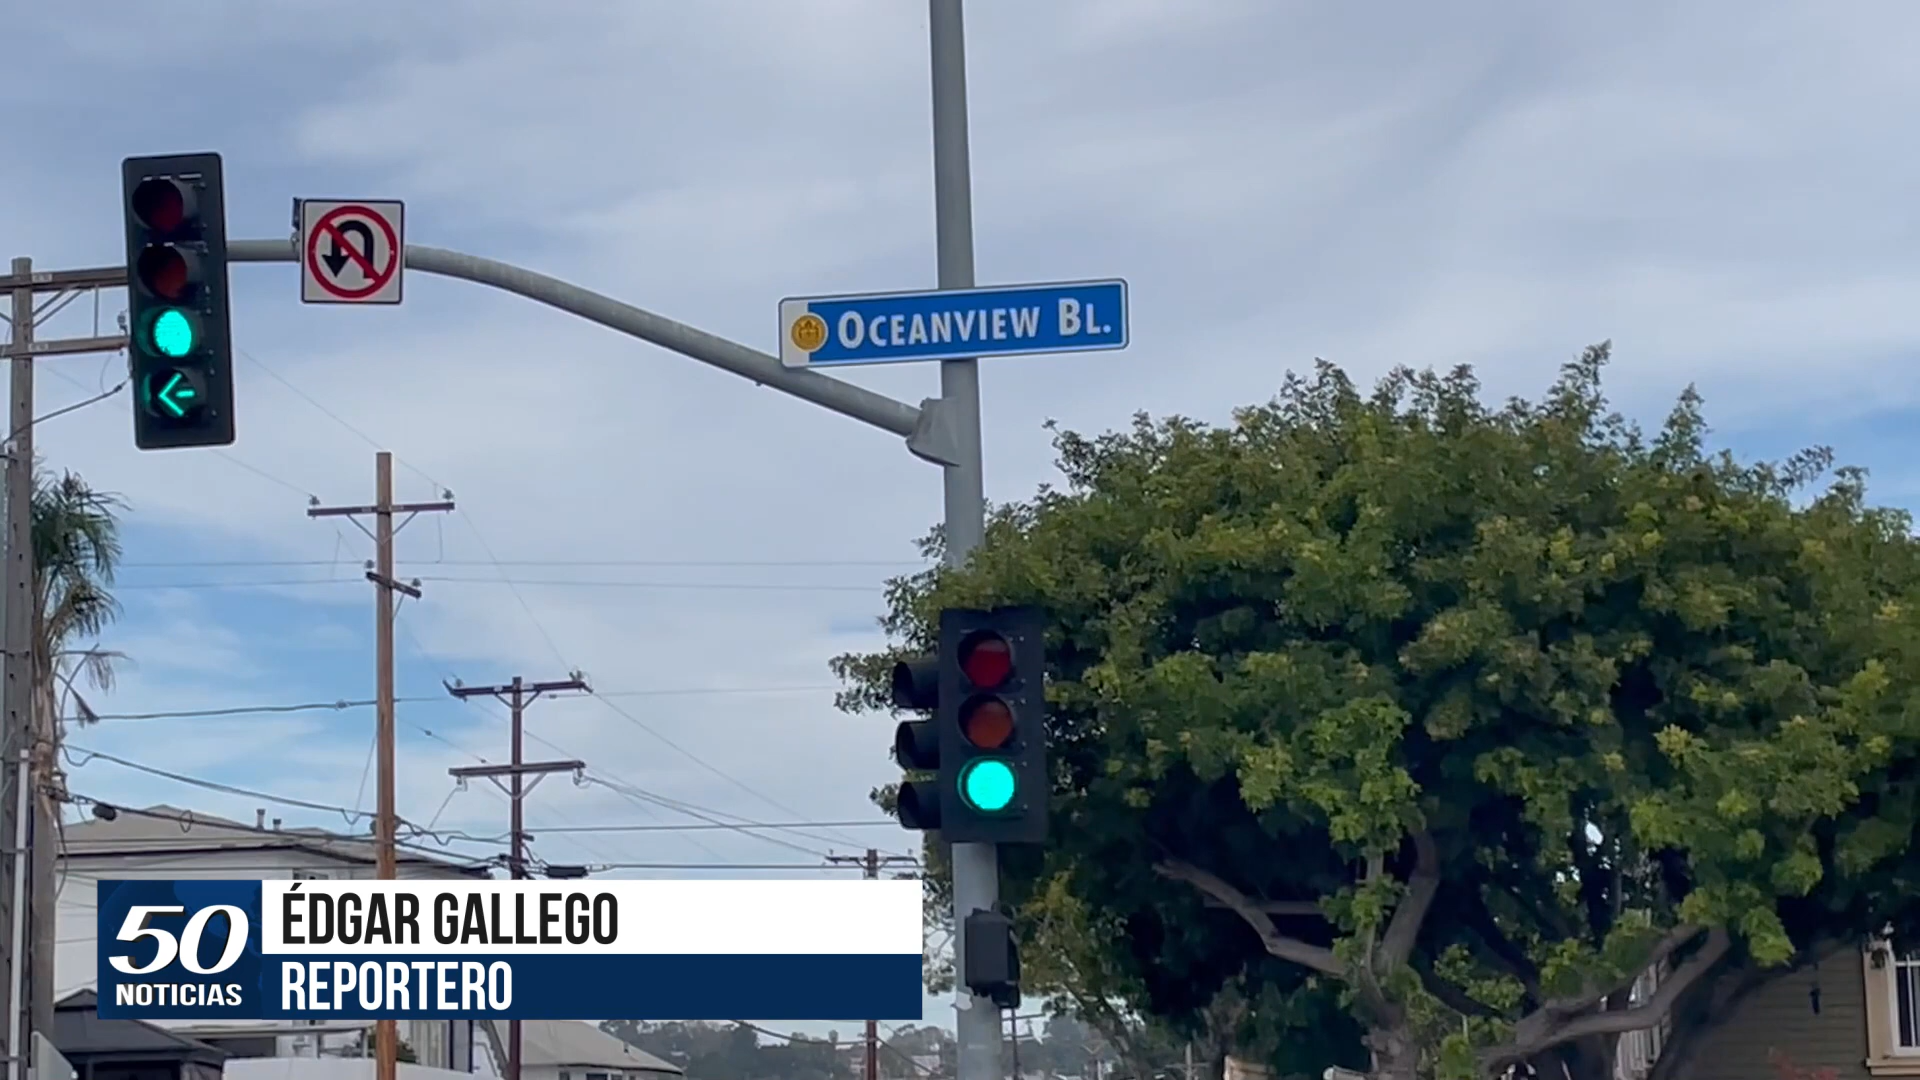 OCEANVIEW BL.
50
NOTICIAS
ÉDGAR GALLEGO
REPORTERO